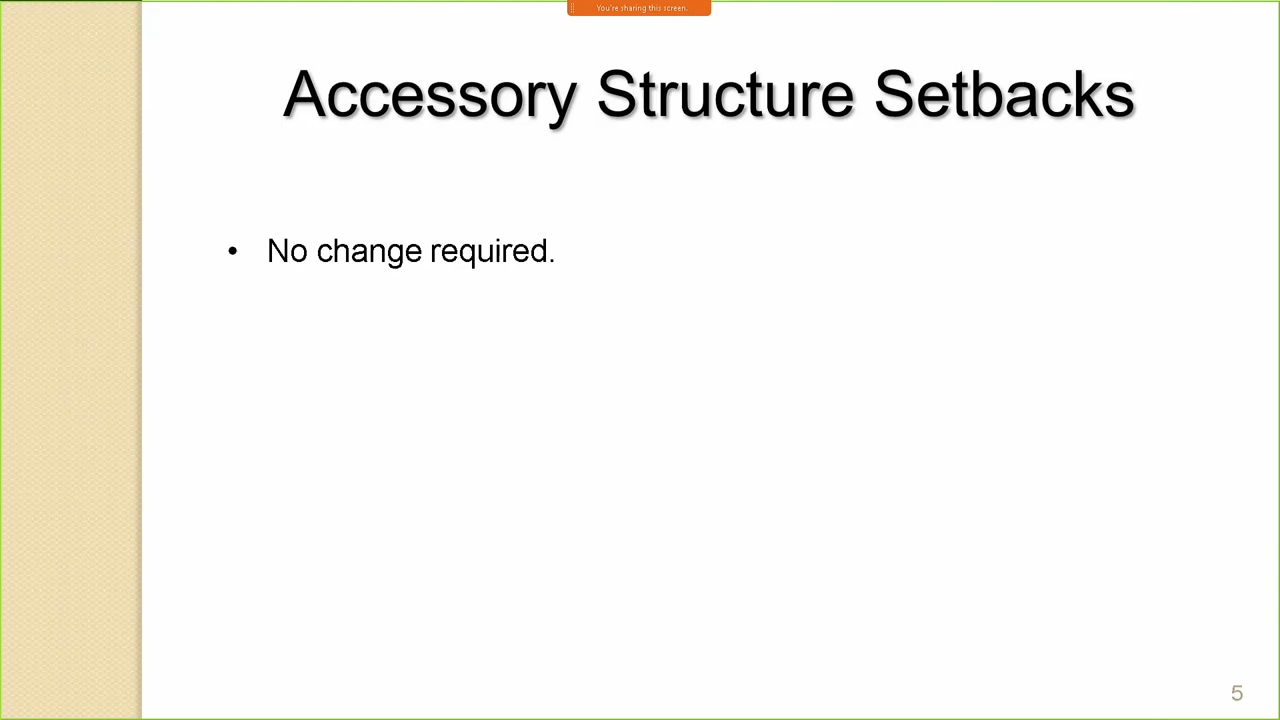 You're sharing this screen.
Accessory Structure Setbacks
• No change required.
5